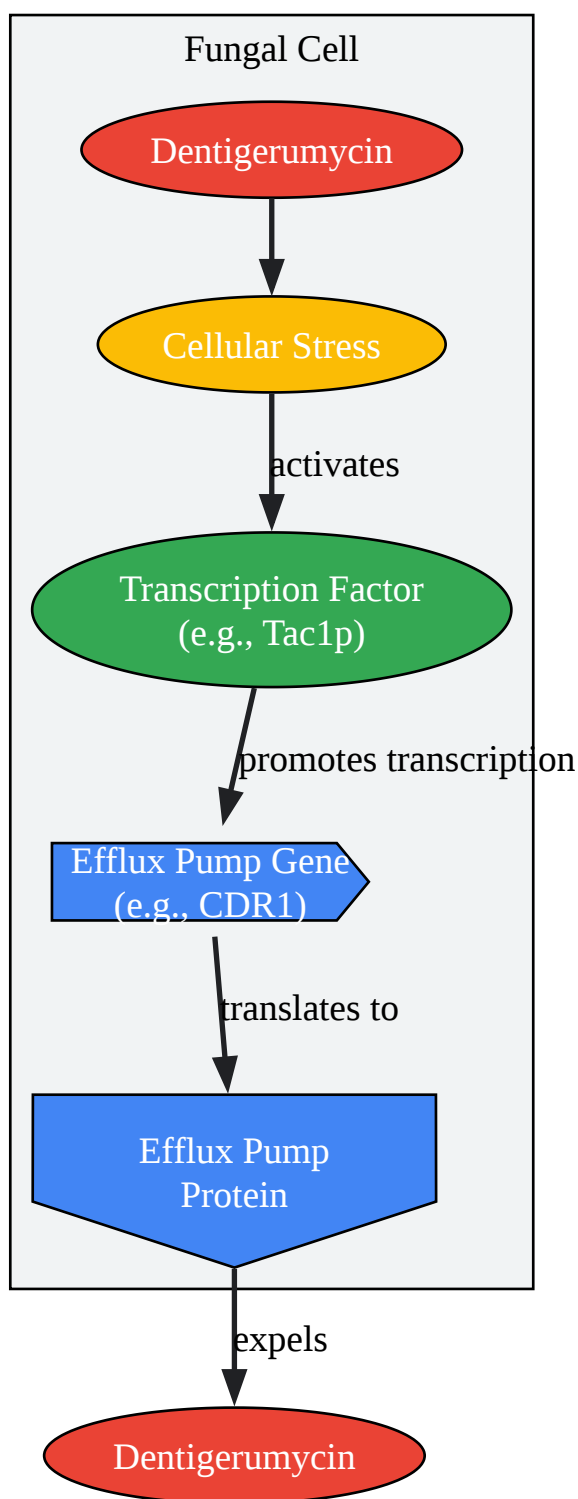 Fungal Cell
Dentigerumycin
Cellular Stress
activates
Transcription Factor
(e.g., Tac1p)
promotes transcription
Efflux Pump Gene
(e.g., CDR1)
translates to
Efflux Pump
Protein
expels
Dentigerumycin